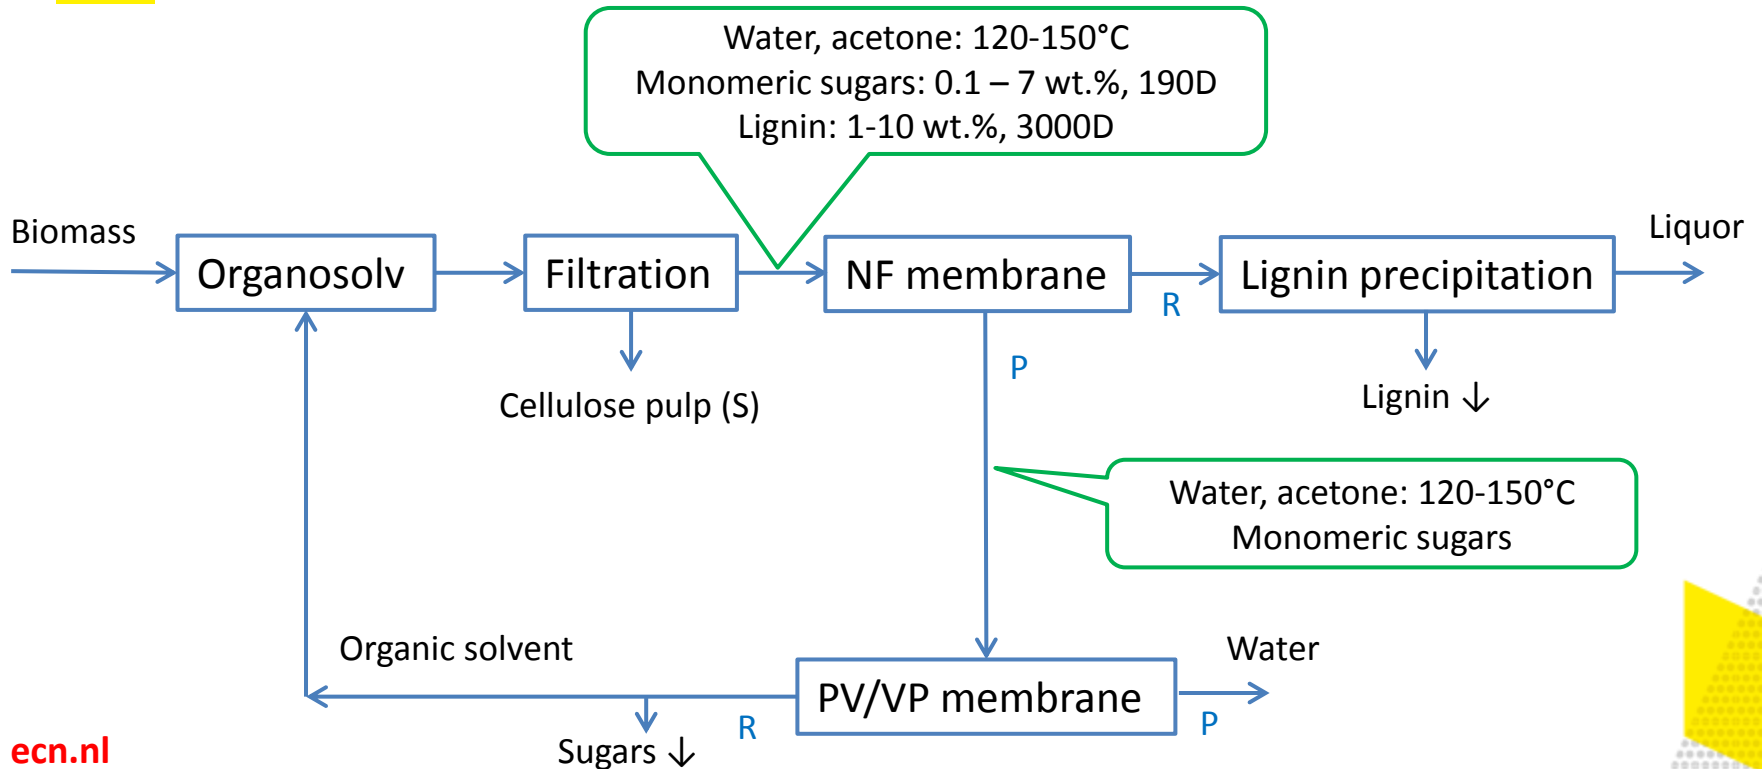 Water, acetone: 120-150°C
Monomeric sugars: 0.1 – 7 wt.%, 190D
Lignin: 1-10 wt.%, 3000D
Biomass
Organosolv
Filtration
NF membrane
R
Lignin precipitation
Liquor
P
Cellulose pulp (S)
Lignin ↓
Water, acetone: 120-150°C
Monomeric sugars
Organic solvent
PV/VP membrane
Water
R
P
Sugars ↓
ecn.nl